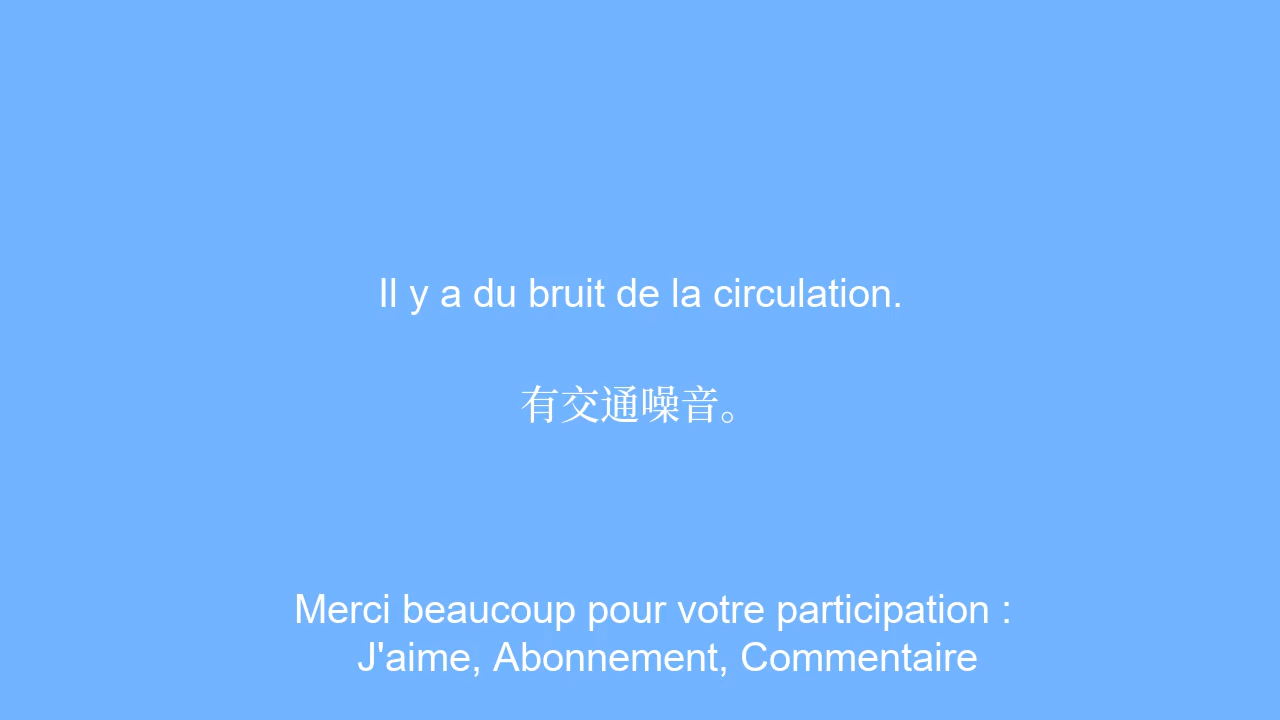 Il y a du bruit de la circulation.
有交通噪音。
Merci beaucoup pour votre participation :
J'aime, Abonnement, Commentaire